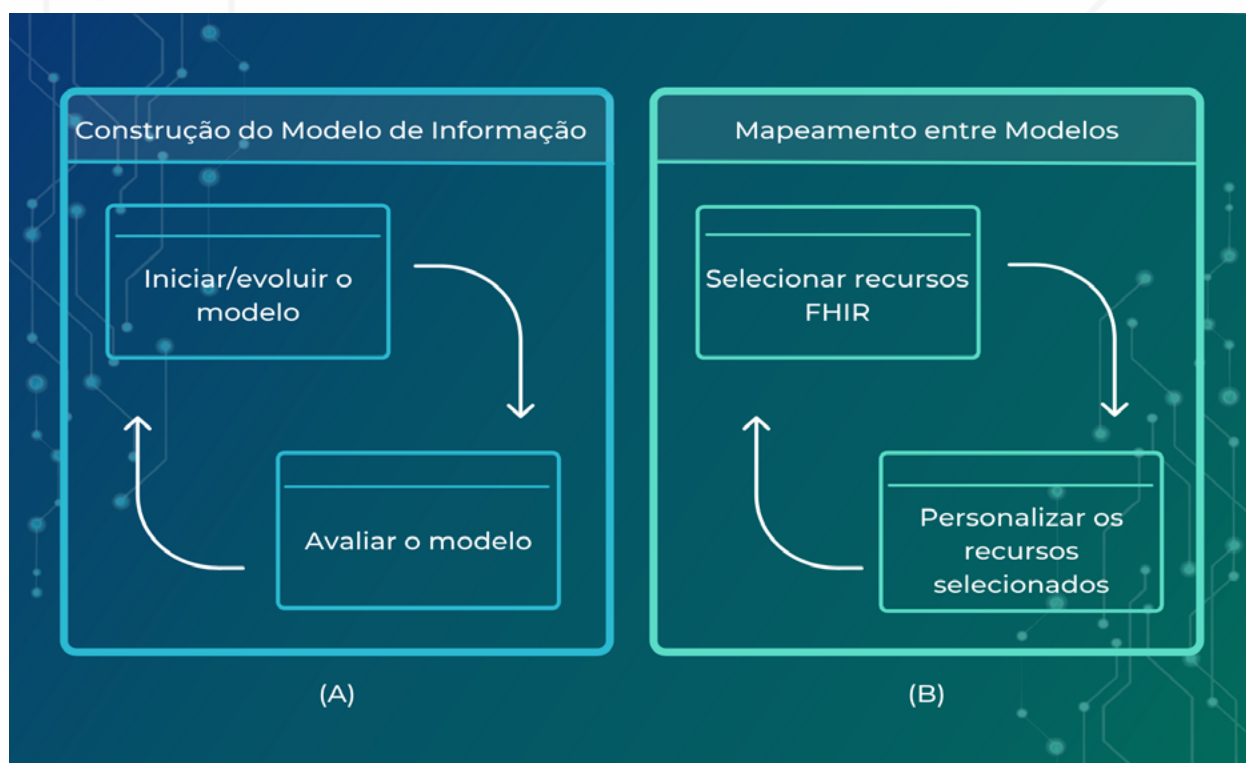 Construção do Modelo de Informação
Iniciar/evoluir o
modelo
Avaliar o modelo
(A)
Mapeamento entre Modelos
Selecionar recursos
FHIR
Personalizar os
recursos
selecionados
(B)